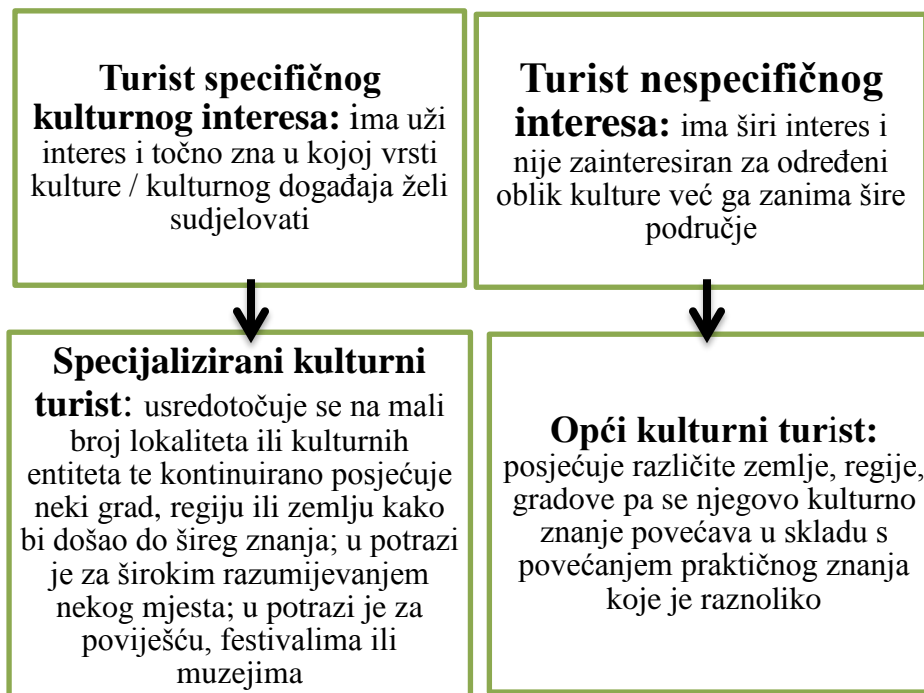 Turist specifičnog
kulturnog interesa: ima uži
interes i točno zna u kojoj vrsti
kulture / kulturnog događaja želi
sudjelovati
Turist nespecifičnog
interesa: ima širi interes i
nije zainteresiran za određeni
oblik kulture već ga zanima šire
područje
Specijalizirani kulturni
turist: usredotočuje se na mali
broj lokaliteta ili kulturnih
entiteta te kontinuirano posjećuje
neki grad, regiju ili zemlju kako
bi došao do šireg znanja; u potrazi
je za širokim razumijevanjem
nekog mjesta; u potrazi je za
poviješću, festivalima ili
muzejima
Opći kulturni turist:
posjećuje različite zemlje, regije,
gradove pa se njegovo kulturno
znanje povećava u skladu s
povećanjem praktičnog znanja
koje je raznoliko